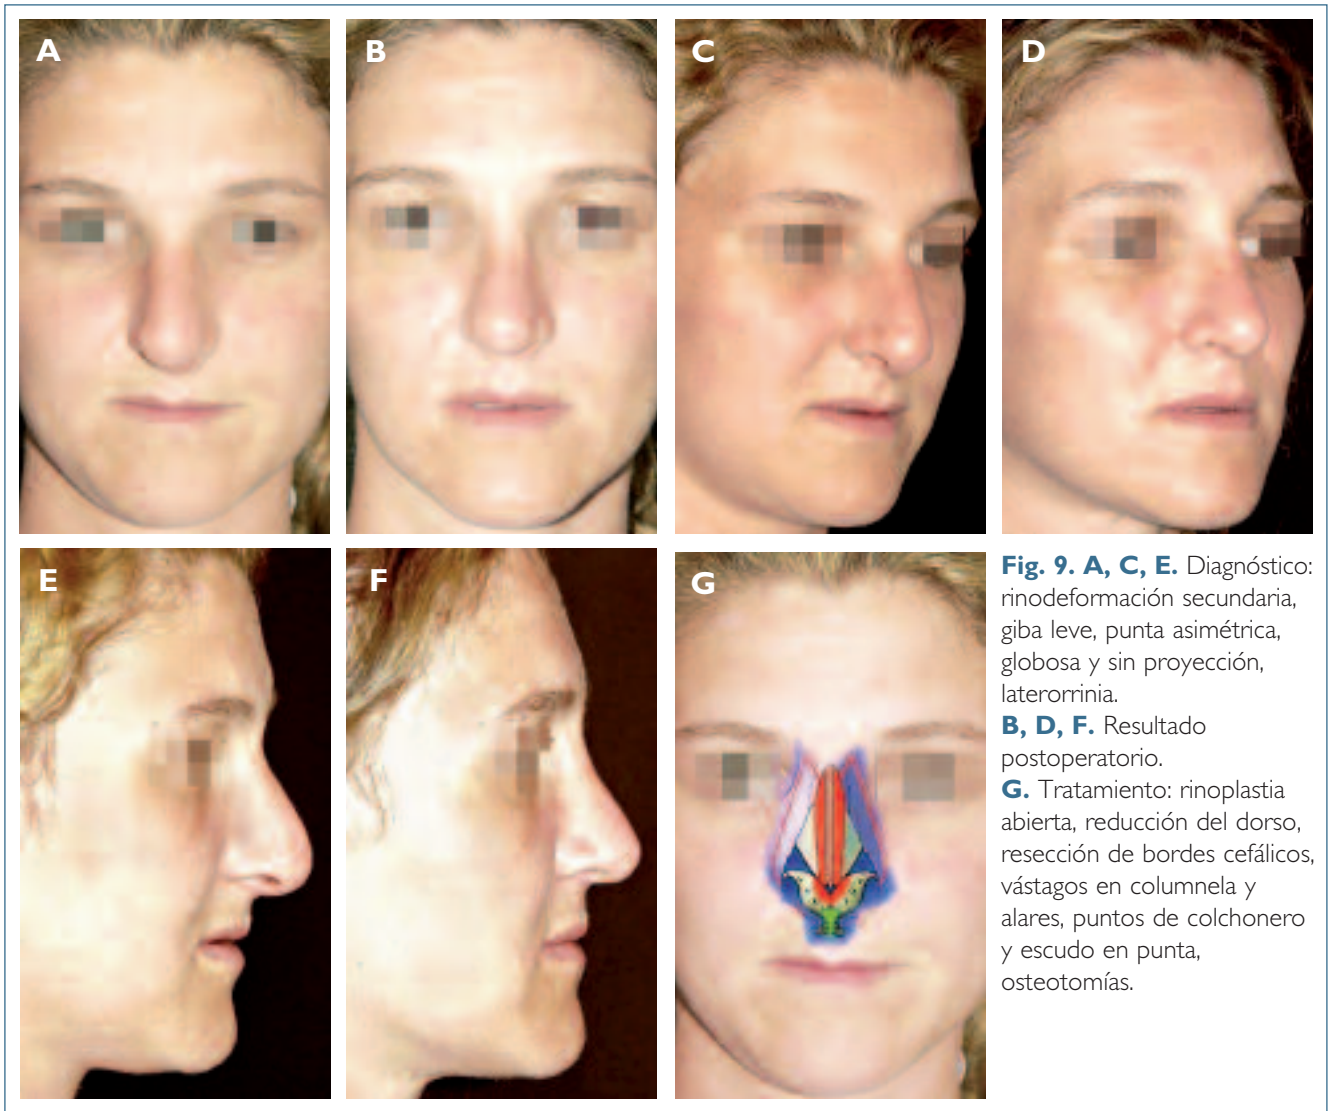 A
B
C
D
E
F
G
Fig. 9. A, C, E. Diagnóstico:
rinodeformación secundaria,
giba leve, punta asimétrica,
globosa y sin proyección,
laterorrinia.
B, D, F. Resultado
postoperatorio.
G. Tratamiento: rinoplastia
abierta, reducción del dorso,
resección de bordes cefálicos,
vástagos en columnela y
alares, puntos de colchonero
y escudo en punta,
osteotomías.